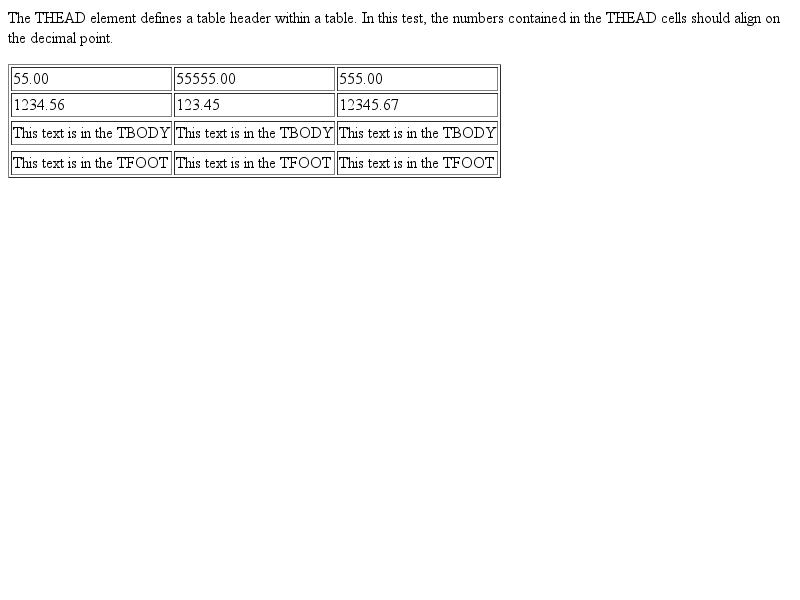 The THEAD element defines a table header within a table. In this test, the numbers contained in the THEAD cells should align on
the decimal point.
55.00 55555.00 555.00
1234.56 123.45 12345.67
This text is in the TBODY This text is in the TBODY This text is in the TBODY
This text is in the TFOOT This text is in the TFOOT This text is in the TFOOT